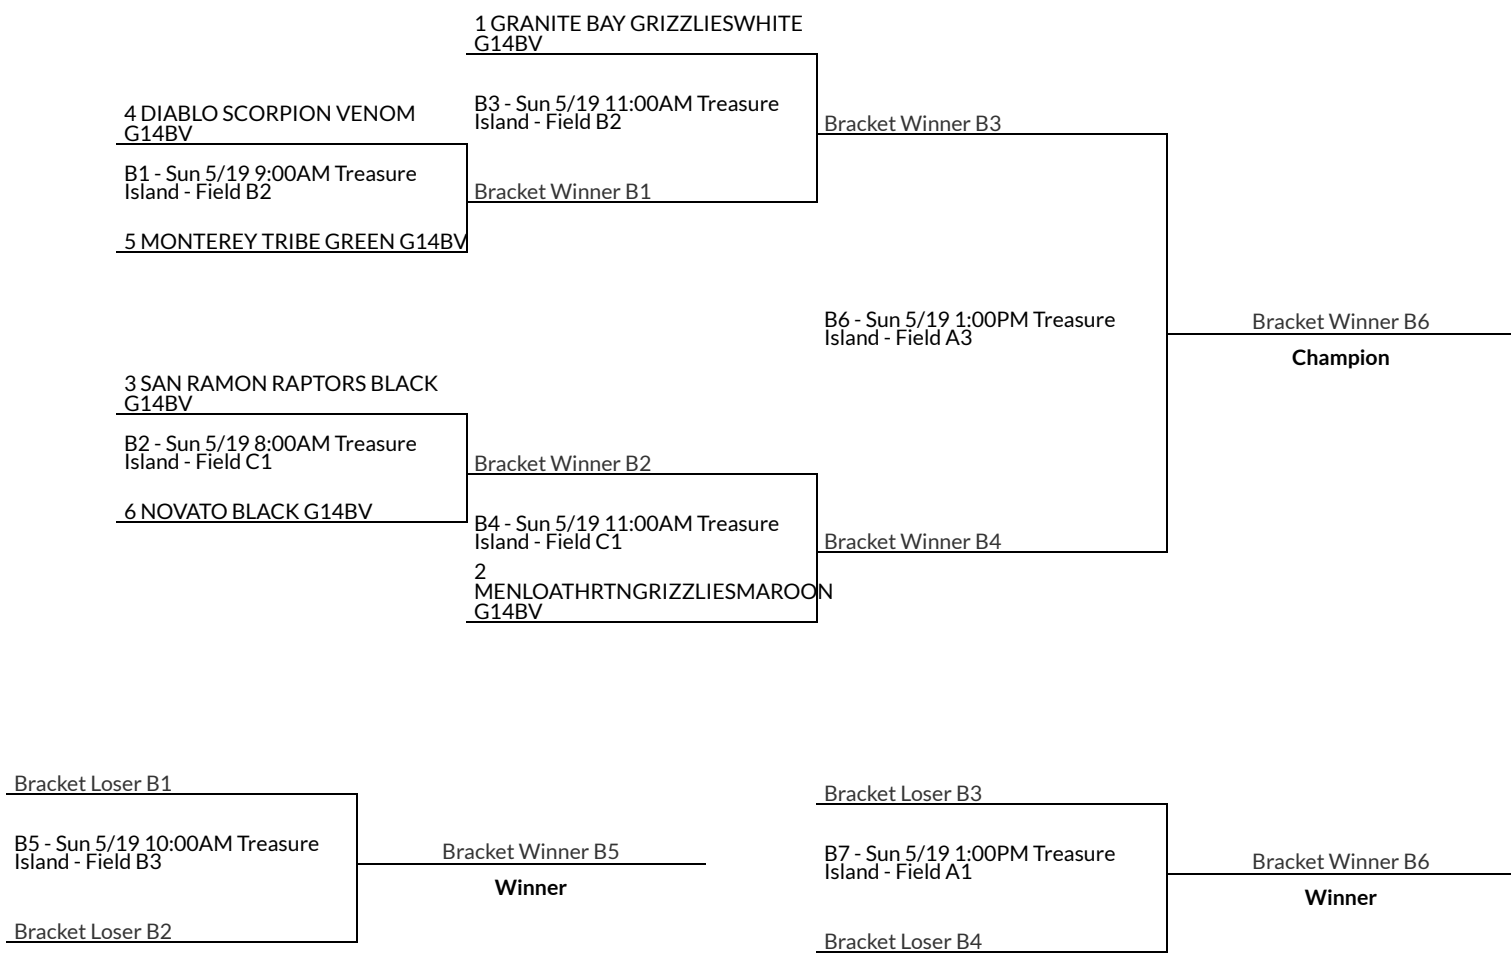 1 GRANITE BAY GRIZZLIESWHITE
G14BV
B3 - Sun 5/19 11:00AM Treasure
Island - Field B2
4 DIABLO SCORPION VENOM
G14BV
Bracket Winner B3
B1 - Sun 5/19 9:00AM Treasure
Island - Field B2
Bracket Winner B1
5 MONTEREY TRIBE GREEN G14BV
B6 - Sun 5/19 1:00PM Treasure
Island - Field A3
Bracket Winner B6
Champion
3 SAN RAMON RAPTORS BLACK
G14BV
B2 - Sun 5/19 8:00AM Treasure
Island - Field C1
Bracket Winner B2
6 NOVATO BLACK G14BV
B4 - Sun 5/19 11:00AM Treasure
Island - Field C1
Bracket Winner B4
2
MENLOATHRTNGRIZZLIESMAROON
G14BV
Bracket Loser B1
B5 - Sun 5/19 10:00AM Treasure
Island - Field B3
Bracket Winner B5
Winner
Bracket Loser B2
Bracket Loser B3
B7 - Sun 5/19 1:00PM Treasure
Island - Field A1
Bracket Winner B6
Winner
Bracket Loser B4